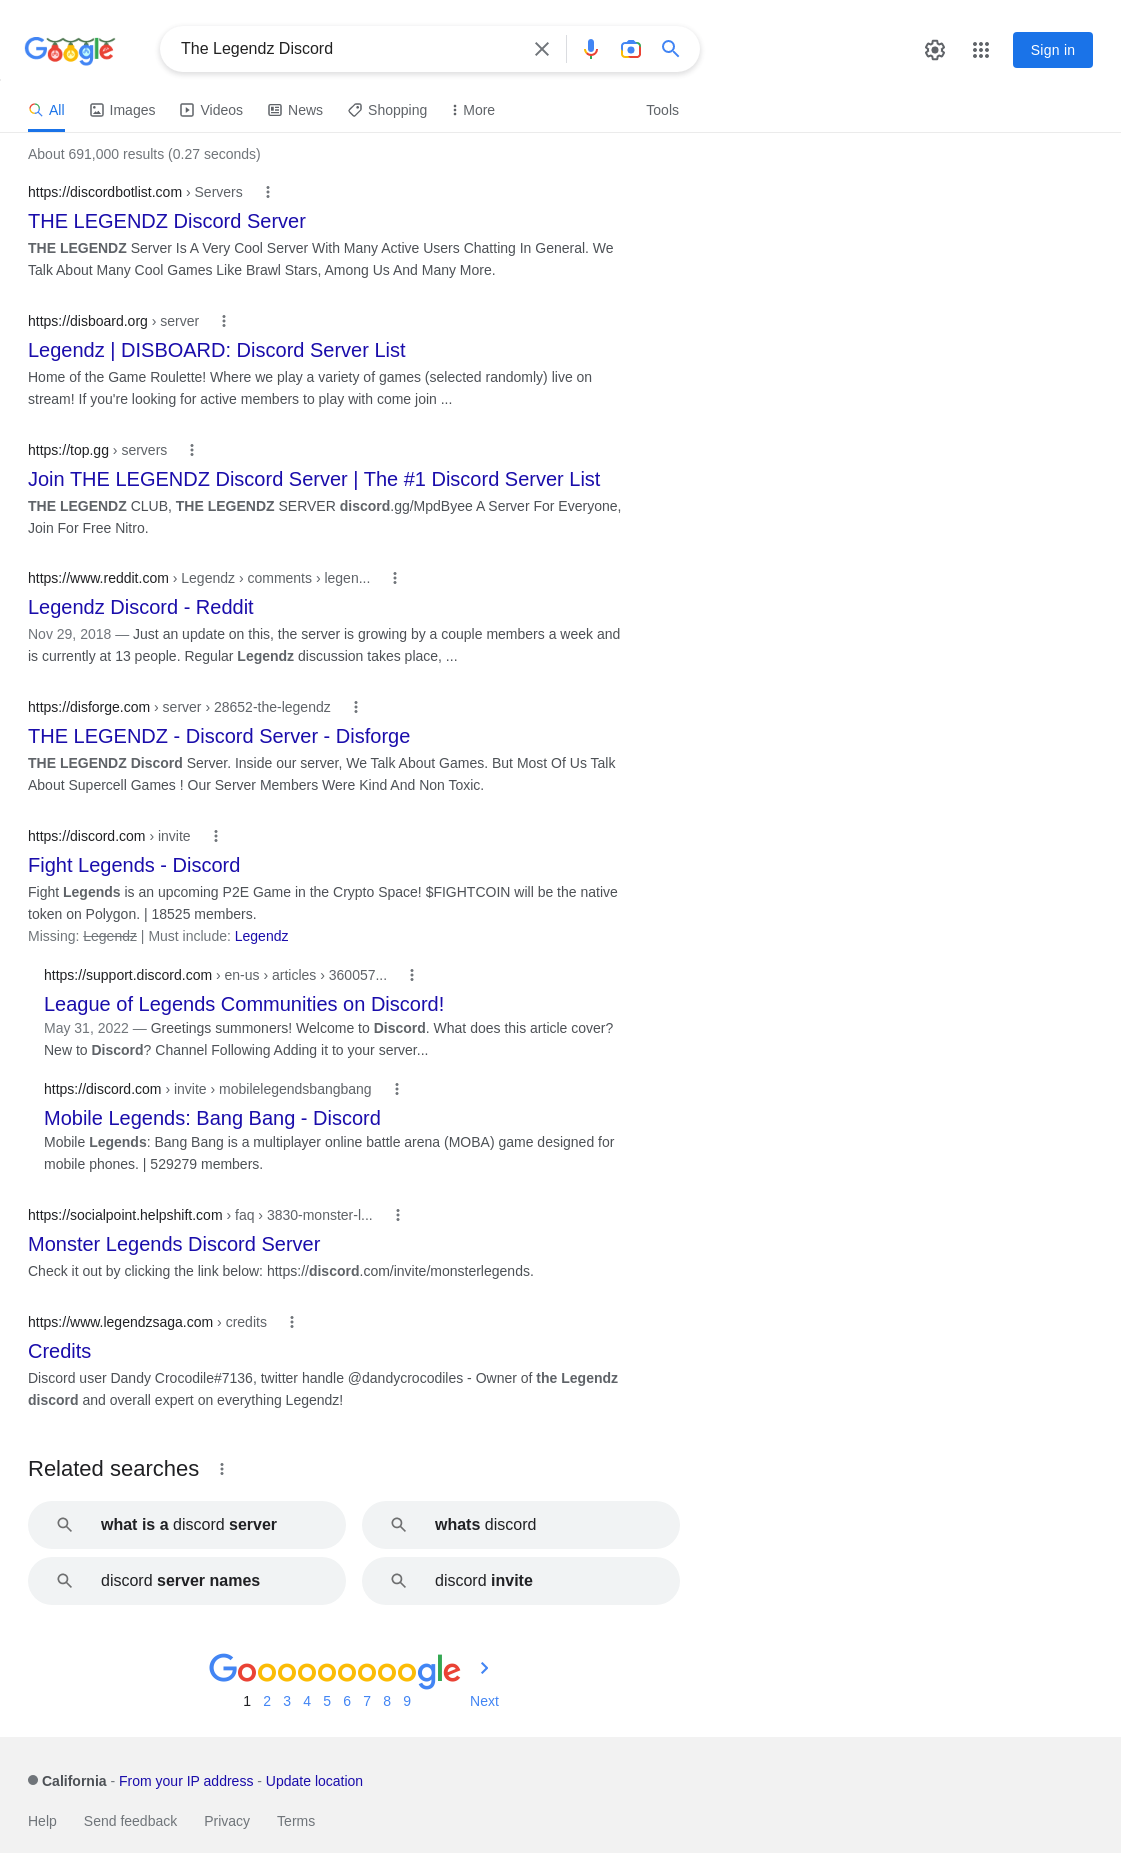 Google
The Legendz Discord
Sign in
All Images Videos News Shopping More Tools
About 691,000 results (0.27 seconds)
https://discordbotlist.com › Servers
THE LEGENDZ Discord Server
THE LEGENDZ Server Is A Very Cool Server With Many Active Users Chatting In General. We
Talk About Many Cool Games Like Brawl Stars, Among Us And Many More.
https://disboard.org › server
Legendz | DISBOARD: Discord Server List
Home of the Game Roulette! Where we play a variety of games (selected randomly) live on
stream! If you're looking for active members to play with come join ...
https://top.gg › servers
Join THE LEGENDZ Discord Server | The #1 Discord Server List
THE LEGENDZ CLUB, THE LEGENDZ SERVER discord.gg/MpdByee A Server For Everyone,
Join For Free Nitro.
https://www.reddit.com › Legendz › comments › legen...
Legendz Discord - Reddit
Nov 29, 2018 — Just an update on this, the server is growing by a couple members a week and
is currently at 13 people. Regular Legendz discussion takes place, ...
https://disforge.com › server › 28652-the-legendz
THE LEGENDZ - Discord Server - Disforge
THE LEGENDZ Discord Server. Inside our server, We Talk About Games. But Most Of Us Talk
About Supercell Games ! Our Server Members Were Kind And Non Toxic.
https://discord.com › invite
Fight Legends - Discord
Fight Legends is an upcoming P2E Game in the Crypto Space! $FIGHTCOIN will be the native
token on Polygon. | 18525 members.
Missing: Legendz | Must include: Legendz
https://support.discord.com › en-us › articles › 360057...
League of Legends Communities on Discord!
May 31, 2022 — Greetings summoners! Welcome to Discord. What does this article cover?
New to Discord? Channel Following Adding it to your server...
https://discord.com › invite › mobilelegendsbangbang
Mobile Legends: Bang Bang - Discord
Mobile Legends: Bang Bang is a multiplayer online battle arena (MOBA) game designed for
mobile phones. | 529279 members.
https://socialpoint.helpshift.com › faq › 3830-monster-l...
Monster Legends Discord Server
Check it out by clicking the link below: https://discord.com/invite/monsterlegends.
https://www.legendzsaga.com › credits
Credits
Discord user Dandy Crocodile#7136, twitter handle @dandycrocodiles - Owner of the Legendz
discord and overall expert on everything Legendz!
Related searches
what is a discord server
whats discord
discord server names
discord invite
Gooooooooogle
1 2 3 4 5 6 7 8 9 Next
California - From your IP address - Update location
Help Send feedback Privacy Terms